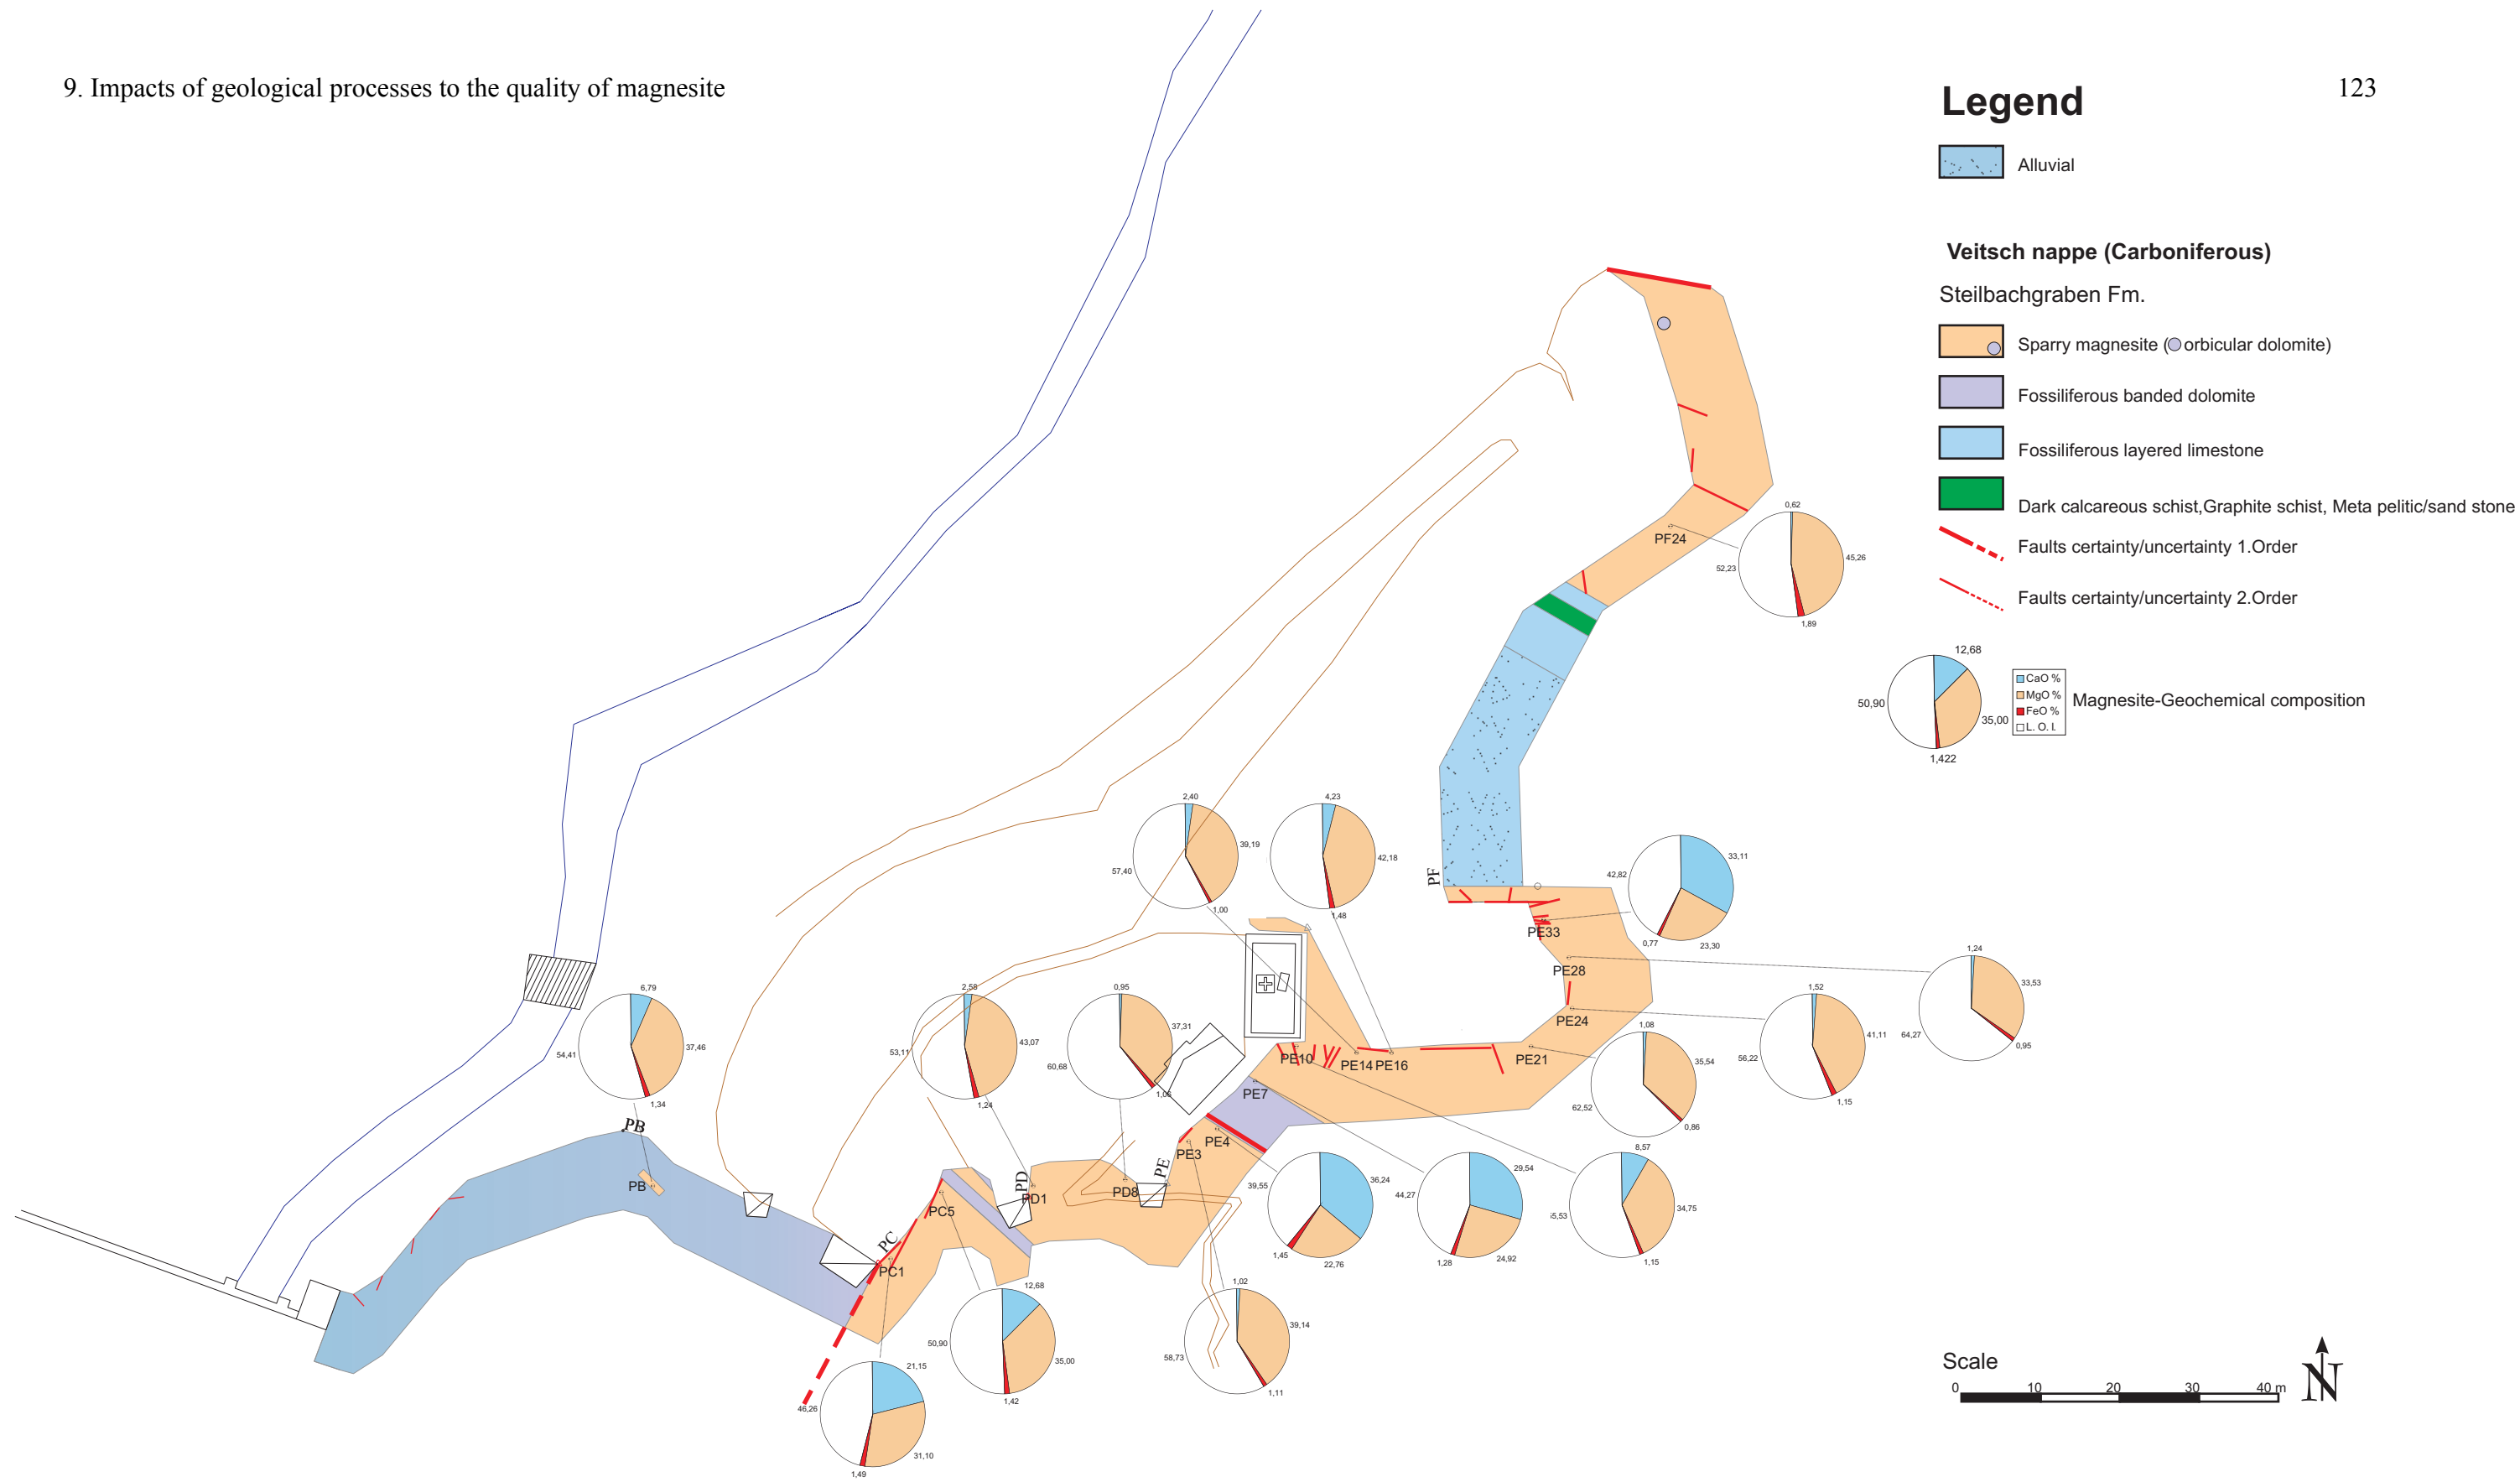 9. Impacts of geological processes to the quality of magnesite
123
Legend
Alluvial
Veitsch nappe (Carboniferous)
Steilbachgraben Fm.
Sparry magnesite ( orbicular dolomite)
Fossiliferous banded dolomite
Fossiliferous layered limestone
Dark calcareous schist,Graphite schist, Meta pelitic/sand stone
Faults certainty/uncertainty 1.Order
Faults certainty/uncertainty 2.Order
12,68
50,90
35,00
1,422
CaO %
MgO %
FeO %
L. O. I.
Magnesite-Geochemical composition
PF24
0,62
45,26
52,23
1,89
2,40
39,19
57,40
1,00
4,23
42,18
1,48
PF
33,11
42,82
0,77
23,30
PE33
PE28
PE24
PE21
1,24
33,53
64,27
0,95
1,52
41,11
56,22
1,15
1,08
35,54
62,52
0,86
6,79
37,46
54,41
1,34
2,58
43,07
53,11
1,24
0,95
37,31
60,68
1,06
PE10
PE14
PE16
PE7
PE4
PE3
PE
PD8
PD
PD1
PB
PB
PC5
PC
PC1
36,24
39,55
1,45
22,76
29,54
44,27
1,28
24,92
8,57
34,75
1,15
12,68
50,90
35,00
1,42
1,02
39,14
58,73
1,11
21,15
46,26
31,10
1,49
Scale
0 10 20 30 40 m
N